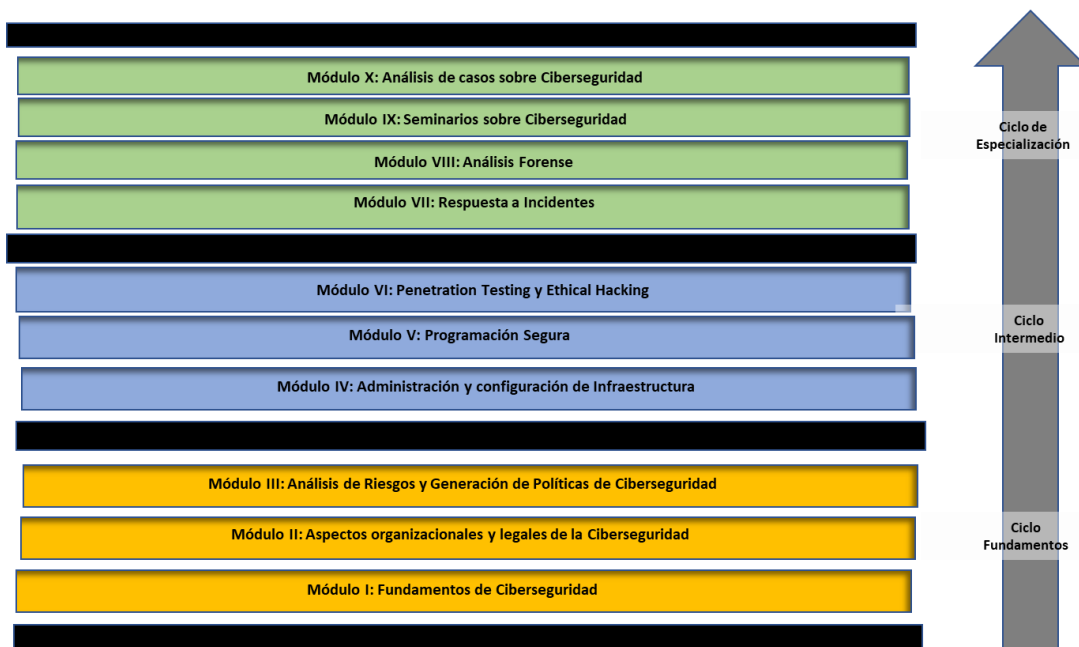 Módulo X: Análisis de casos sobre Ciberseguridad
Módulo IX: Seminarios sobre Ciberseguridad
Módulo VIII: Análisis Forense
Módulo VII: Respuesta a Incidentes
Ciclo de
Especialización
Módulo VI: Penetration Testing y Ethical Hacking
Módulo V: Programación Segura
Módulo IV: Administración y configuración de Infraestructura
Ciclo
Intermedio
Módulo III: Análisis de Riesgos y Generación de Políticas de Ciberseguridad
Módulo II: Aspectos organizacionales y legales de la Ciberseguridad
Módulo I: Fundamentos de Ciberseguridad
Ciclo
Fundamentos